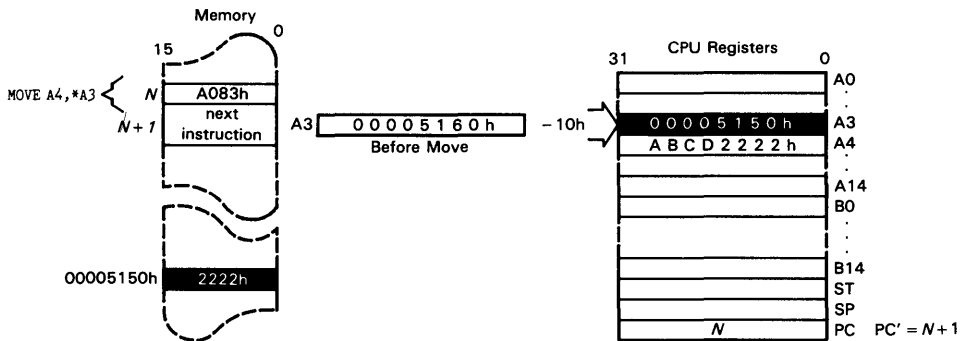 Memory
15 0
MOVE A4,*A3
N A083h
N+1 next
instruction
00005150h 2222h
A3 00005160h
Before Move
-10h
CPU Registers
31 0
A0
.
00005150h A3
ABCD2222h A4
.
A14
B0
.
.
.
B14
ST
SP
N PC PC' = N+1